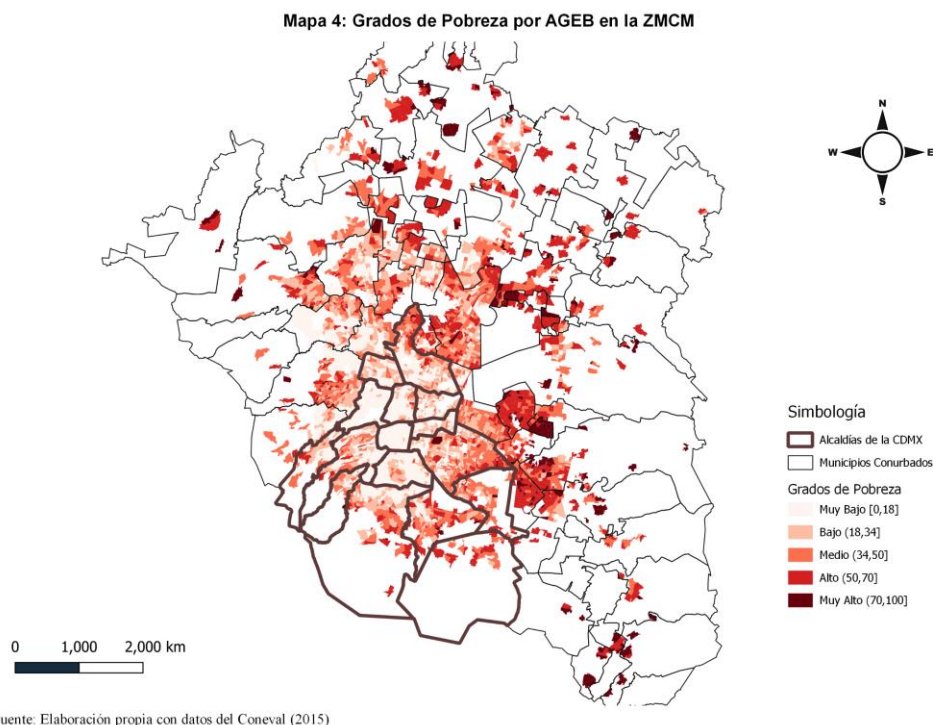 Mapa 4: Grados de Pobreza por AGEB en la ZMCM
N
W
E
S
Simbología
Alcaldías de la CDMX
Municipios Conurbados
Grados de Pobreza
Muy Bajo [0,18]
Bajo (18,34]
Medio (34,50]
Alto (50,70]
Muy Alto (70,100]
0 1,000 2,000 km
uente: Elaboración propia con datos del Coneval (2015)